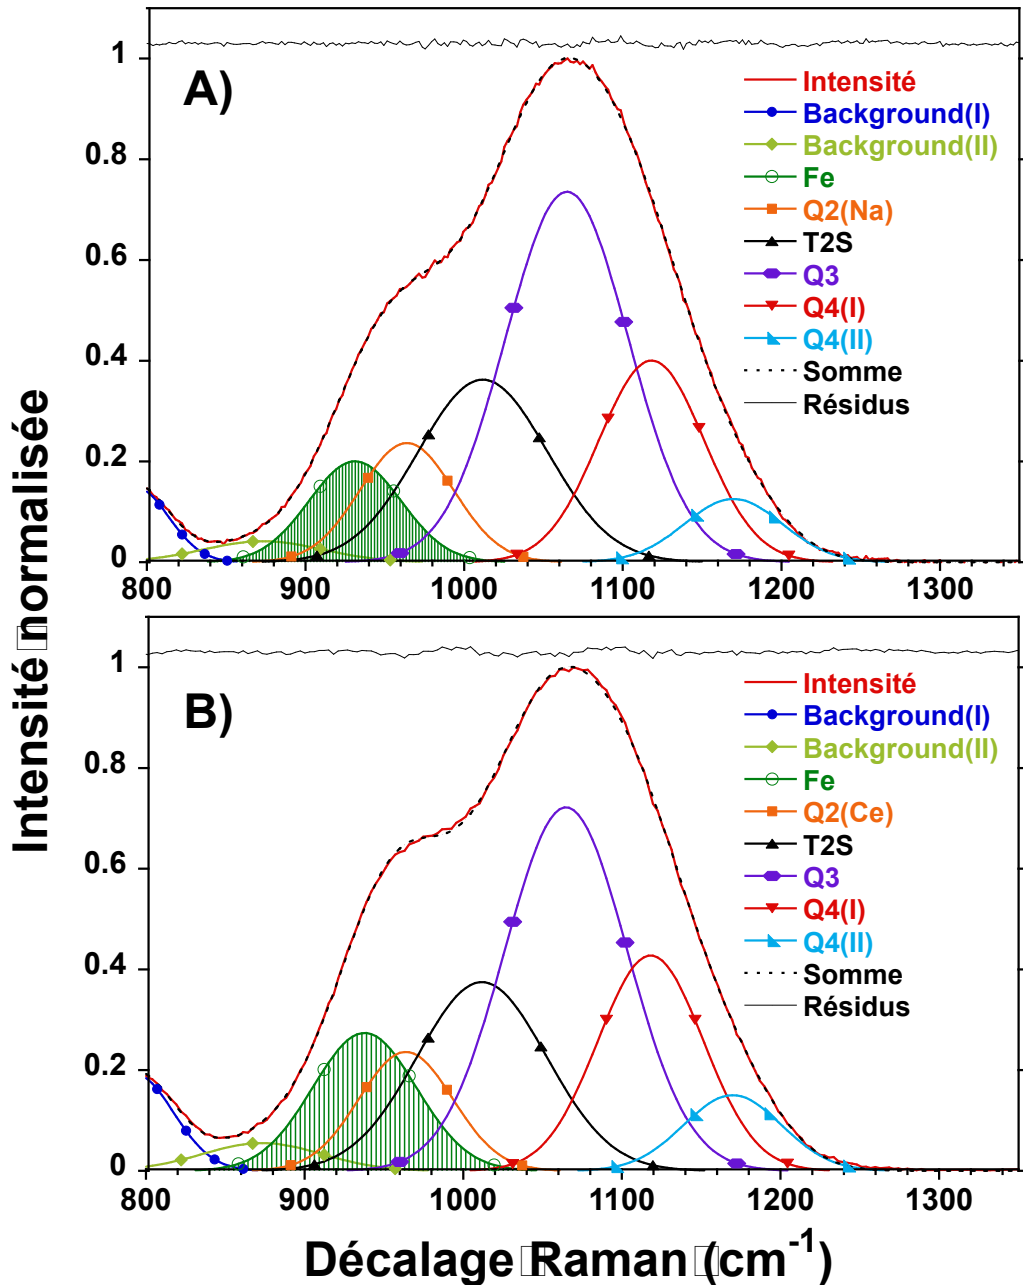 A)
1
0.8
0.6
0.4
0.2
0
Intensité
Background(I)
Background(II)
Fe
Q2(Na)
T2S
Q3
Q4(I)
Q4(II)
Somme
Résidus
800 900 1000 1100 1200 1300
Intensité normalisée
B)
1
0.8
0.6
0.4
0.2
0
Intensité
Background(I)
Background(II)
Fe
Q2(Ce)
T2S
Q3
Q4(I)
Q4(II)
Somme
Résidus
800 900 1000 1100 1200 1300
Décalage Raman (cm⁻¹)